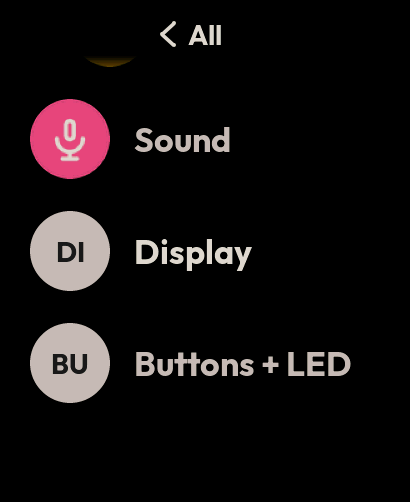 All
Sound
DI
Display
BU
Buttons + LED